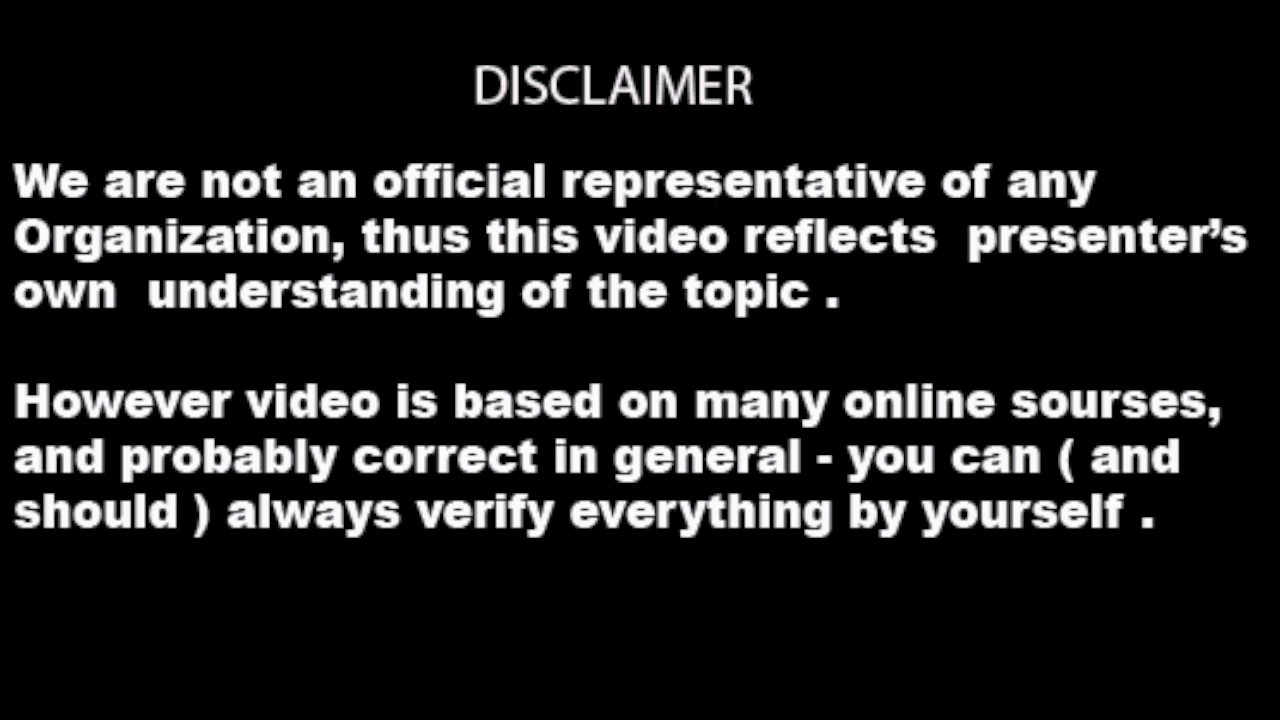 DISCLAIMER
We are not an official representative of any
Organization, thus this video reflects  presenter’s
own  understanding of the topic .
However video is based on many online sourses,
and probably correct in general - you can ( and
should ) always verify everything by yourself .